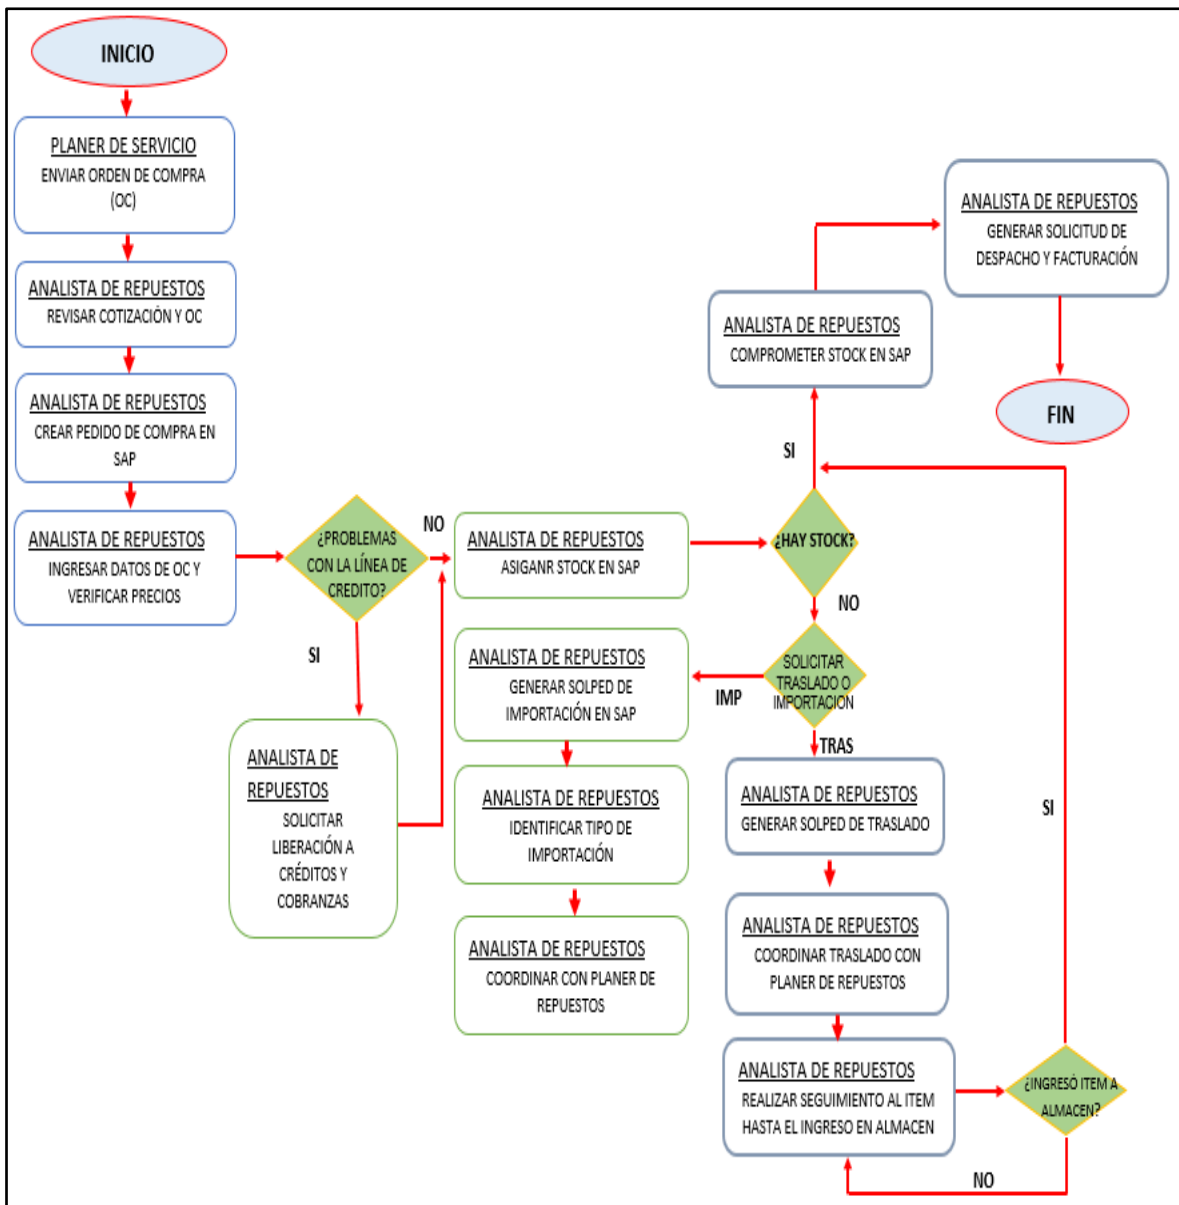 INICIO
PLANER DE SERVICIO
ENVIAR ORDEN DE COMPRA
(OC)
ANALISTA DE REPUESTOS
REVISAR COTIZACIÓN Y OC
ANALISTA DE REPUESTOS
CREAR PEDIDO DE COMPRA EN
SAP
ANALISTA DE REPUESTOS
INGRESAR DATOS DE OC Y
VERIFICAR PRECIOS
¿PROBLEMAS
CON LA LÍNEA DE
CREDITO?
NO
SI
ANALISTA DE
REPUESTOS
SOLICITAR
LIBERACIÓN A
CRÉDITOS Y
COBRANZAS
ANALISTA DE REPUESTOS
ASIGANR STOCK EN SAP
¿HAY STOCK?
SI
NO
ANALISTA DE REPUESTOS
COMPROMETER STOCK EN SAP
ANALISTA DE REPUESTOS
GENERAR SOLICITUD DE
DESPACHO Y FACTURACIÓN
FIN
SOLICITAR
TRASLADO O
IMPORTACION
IMP
TRAS
ANALISTA DE REPUESTOS
GENERAR SOLPED DE
IMPORTACIÓN EN SAP
ANALISTA DE REPUESTOS
IDENTIFICAR TIPO DE
IMPORTACIÓN
ANALISTA DE REPUESTOS
COORDINAR CON PLANER DE
REPUESTOS
ANALISTA DE REPUESTOS
GENERAR SOLPED DE TRASLADO
ANALISTA DE REPUESTOS
COORDINAR TRASLADO CON
PLANER DE REPUESTOS
ANALISTA DE REPUESTOS
REALIZAR SEGUIMIENTO AL ITEM
HASTA EL INGRESO EN ALMACEN
¿INGRESÓ ITEM A
ALMACEN?
SI
NO